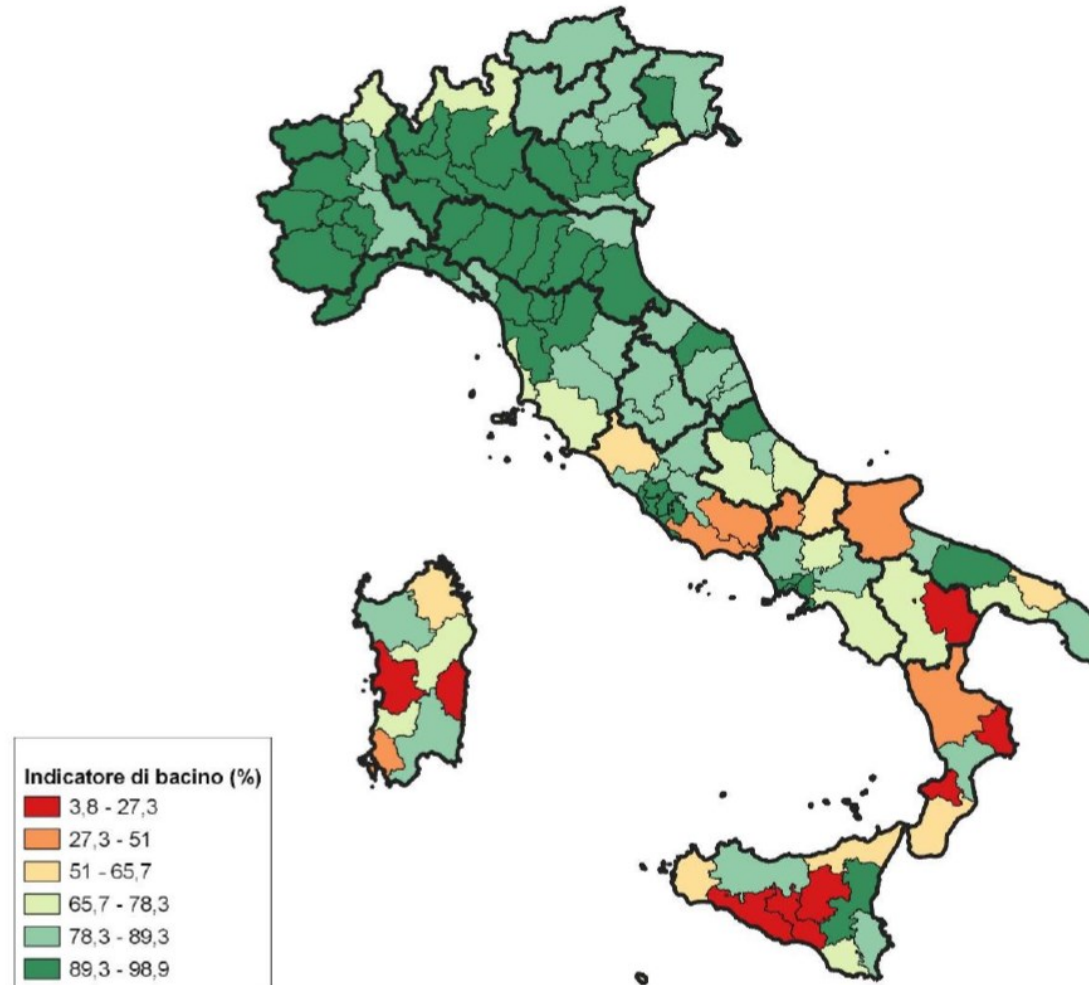 Indicatore di bacino (%)
3,8 - 27,3
27,3 - 51
51 - 65,7
65,7 - 78,3
78,3 - 89,3
89,3 - 98,9